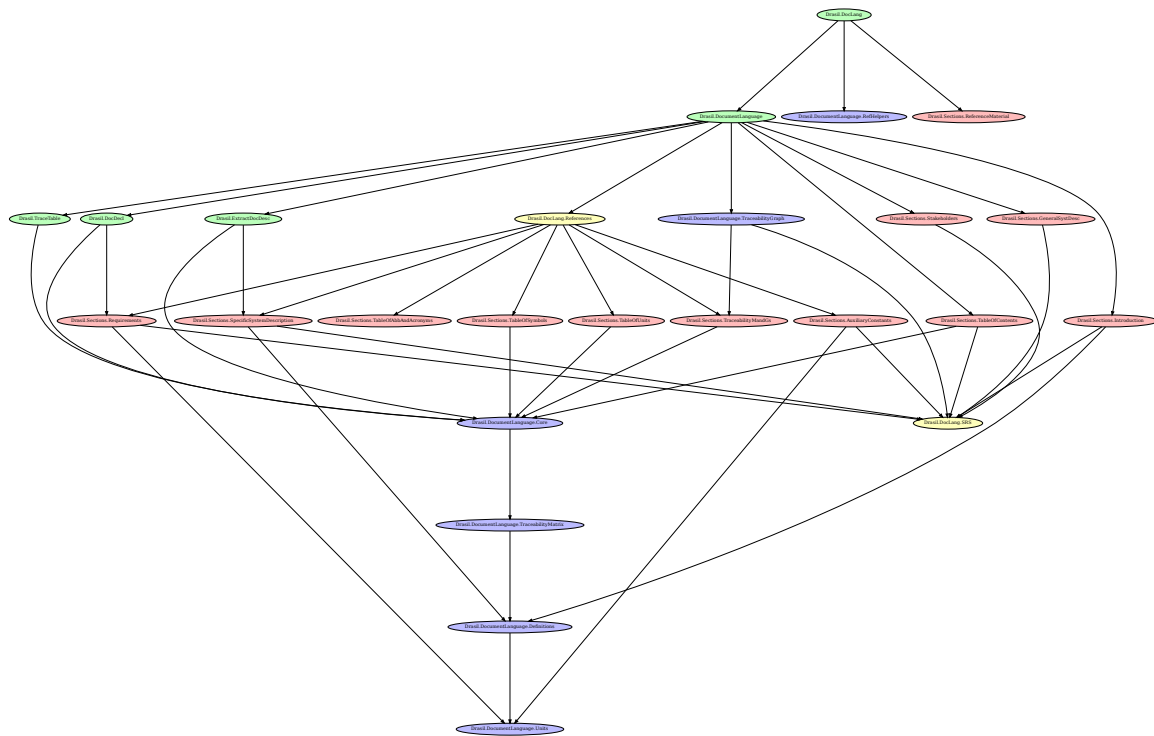 Drasil.DocLang
Drasil.DocumentLanguage
Drasil.DocumentLanguage.RefHelpers
Drasil.Sections.ReferenceMaterial
Drasil.TraceTable
Drasil.DocDecl
Drasil.ExtractDocDesc
Drasil.DocLang.References
Drasil.DocumentLanguage.TraceabilityGraph
Drasil.Sections.Stakeholders
Drasil.Sections.GeneralSystDesc
Drasil.Sections.Requirements
Drasil.Sections.SpecificSystemDescription
Drasil.Sections.TableOfAbbAndAcronyms
Drasil.Sections.TableOfSymbols
Drasil.Sections.TableOfUnits
Drasil.Sections.TraceabilityMandGs
Drasil.Sections.AuxiliaryConstants
Drasil.Sections.TableOfContents
Drasil.Sections.Introduction
Drasil.DocumentLanguage.Core
Drasil.DocLang.SRS
Drasil.DocumentLanguage.TraceabilityMatrix
Drasil.DocumentLanguage.Definitions
Drasil.DocumentLanguage.Units